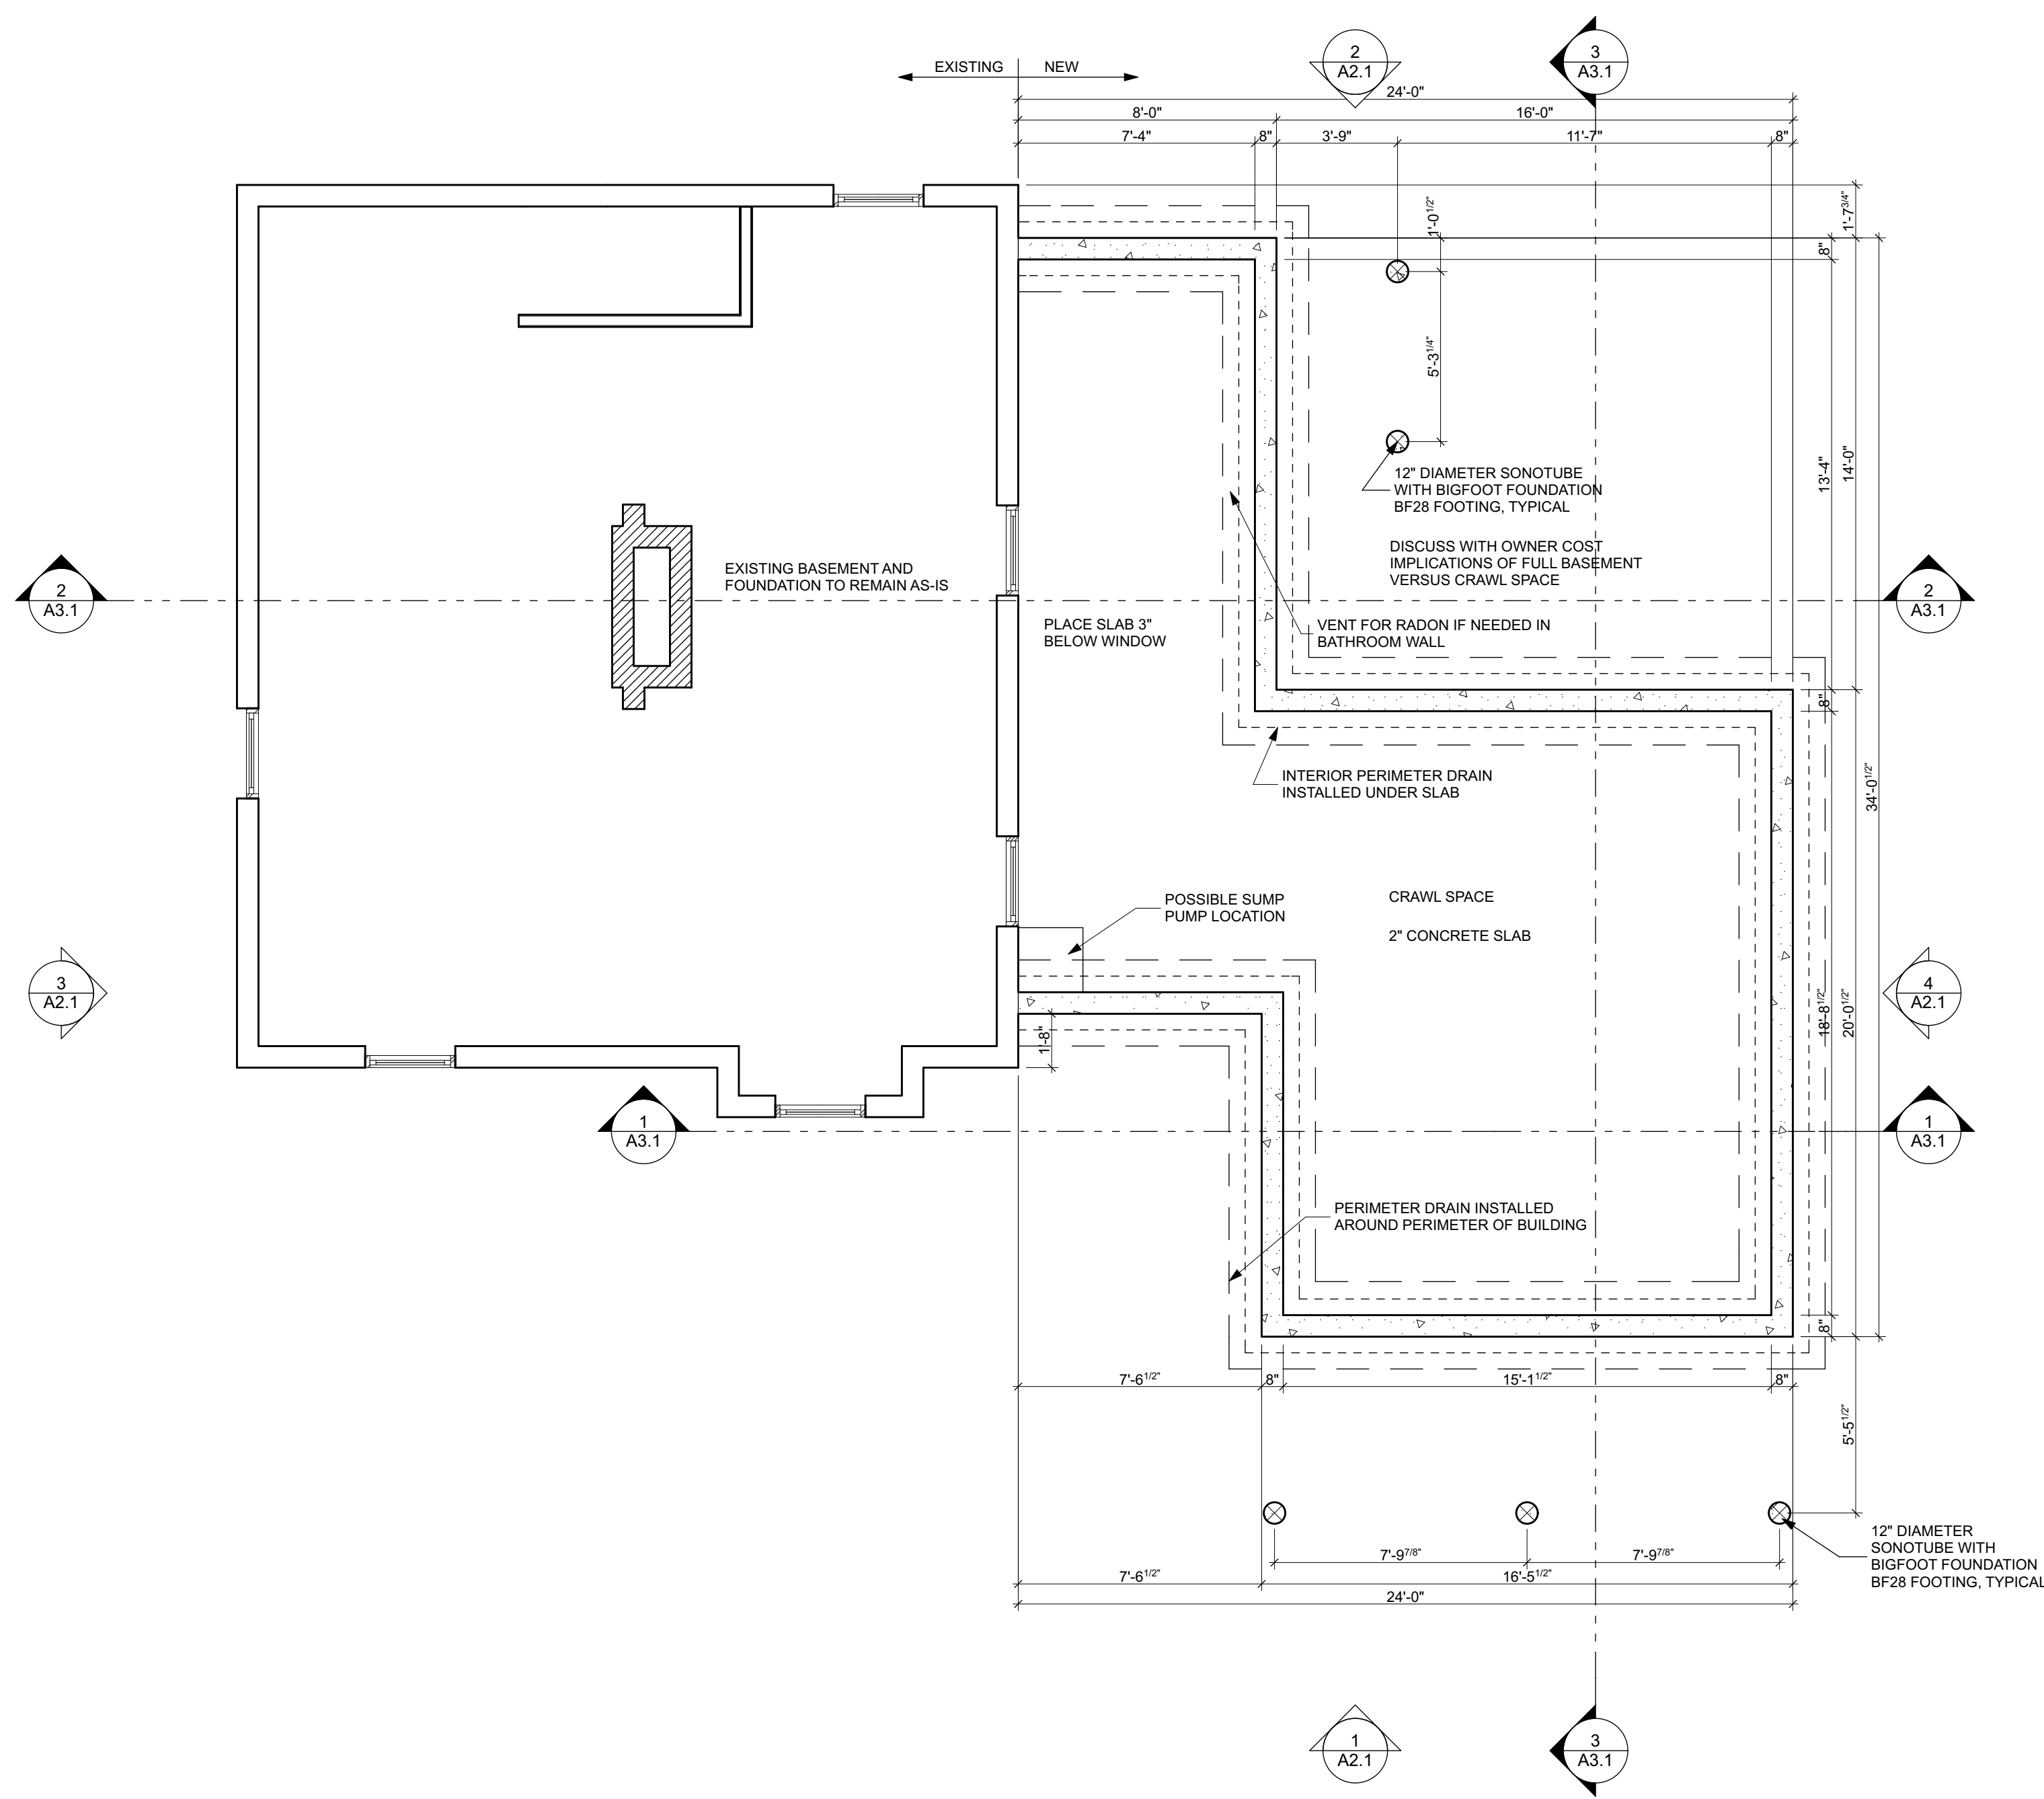 2
A2.1
3
A3.1
EXISTING NEW
24'-0"
8'-0" 16'-0"
7'-4" 8" 3'-9" 11'-7" 8"
1'-7 3/4"
1'-0 1/2"
8"
5'-3 1/4"
13'-4"
14'-0"
12" DIAMETER SONOTUBE
WITH BIGFOOT FOUNDATION
BF28 FOOTING, TYPICAL
DISCUSS WITH OWNER COST
IMPLICATIONS OF FULL BASEMENT
VERSUS CRAWL SPACE
EXISTING BASEMENT AND
FOUNDATION TO REMAIN AS-IS
2
A3.1
2
A3.1
PLACE SLAB 3"
BELOW WINDOW
VENT FOR RADON IF NEEDED IN
BATHROOM WALL
8"
INTERIOR PERIMETER DRAIN
INSTALLED UNDER SLAB
34'-0 1/2"
POSSIBLE SUMP
PUMP LOCATION
CRAWL SPACE
2" CONCRETE SLAB
3
A2.1
4
A2.1
18'-8 1/2"
20'-0 1/2"
1'-8"
1
A3.1
1
A3.1
PERIMETER DRAIN INSTALLED
AROUND PERIMETER OF BUILDING
8"
7'-6 1/2" 8" 15'-1 1/2" 8"
5'-5 1/2"
12" DIAMETER
SONOTUBE WITH
BIGFOOT FOUNDATION
BF28 FOOTING, TYPICAL
7'-9 7/8" 7'-9 7/8"
7'-6 1/2" 16'-5 1/2"
24'-0"
1
A2.1
3
A3.1